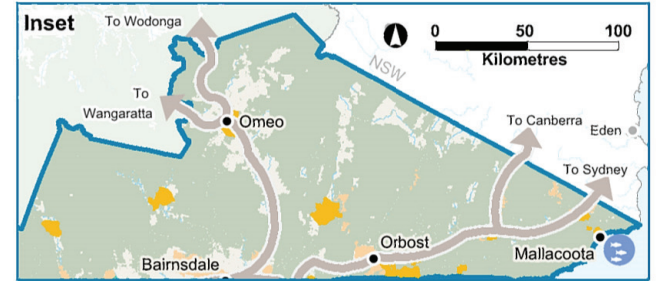 Inset
To Wodonga
0 50 100
Kilometres
NSW
To
Wangaratta
Omeo
To Canberra
Eden
To Sydney
Orbost
Mallacoota
Bairnsdale